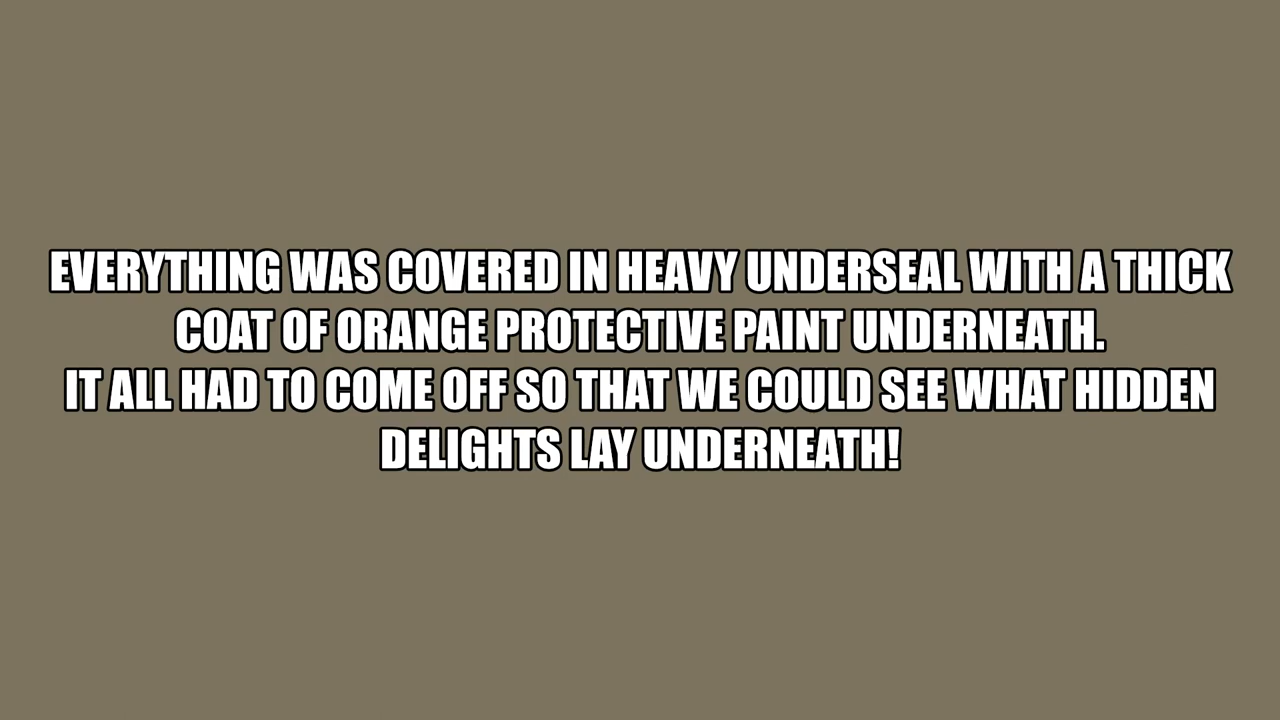 EVERYTHING WAS COVERED IN HEAVY UNDERSEAL WITH A THICK
COAT OF ORANGE PROTECTIVE PAINT UNDERNEATH.
IT ALL HAD TO COME OFF SO THAT WE COULD SEE WHAT HIDDEN
DELIGHTS LAY UNDERNEATH!